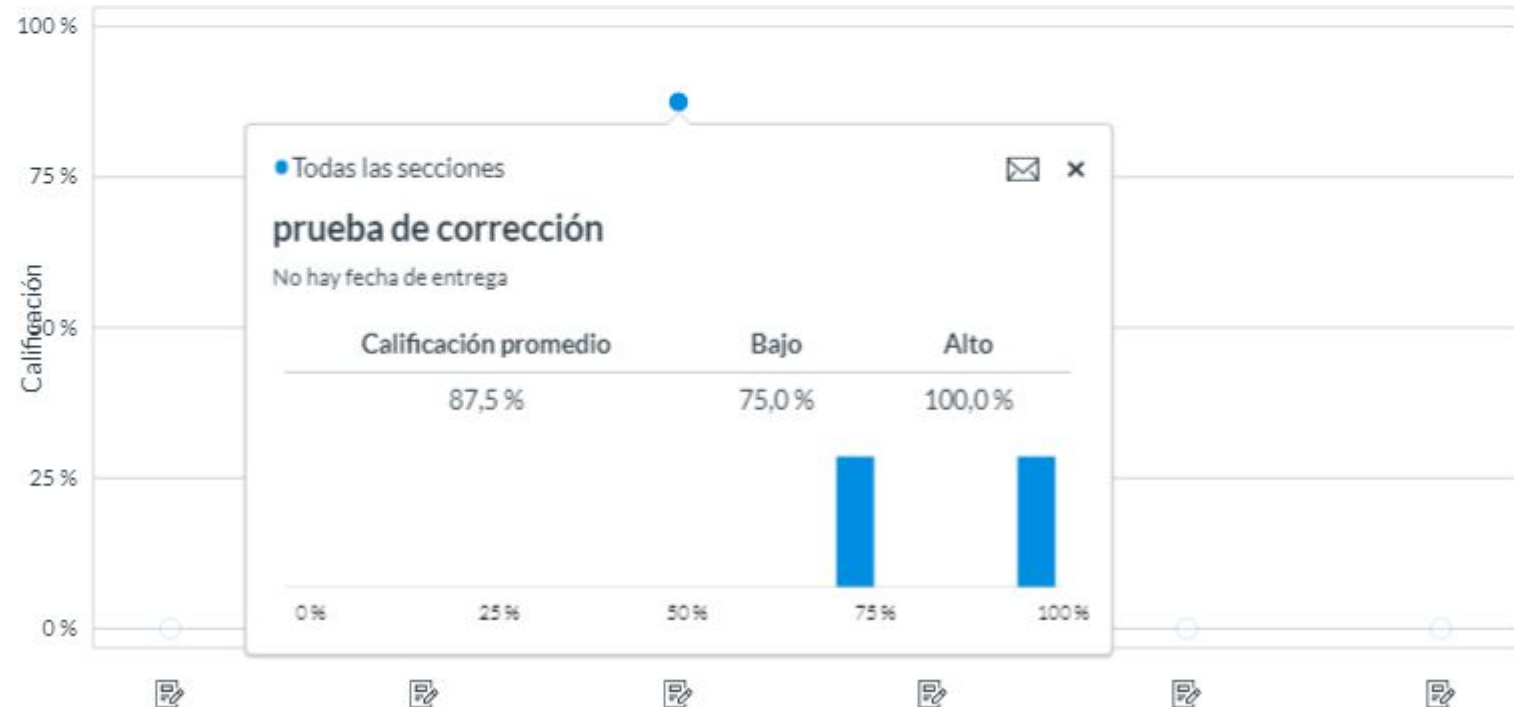 100 %
• Todas las secciones ×
75 %
prueba de corrección
No hay fecha de entrega
Calificación
50 %
Calificación promedio Bajo Alto
87,5 % 75,0 % 100,0 %
25 %
0 % 25 % 50 % 75 % 100 %
0 %